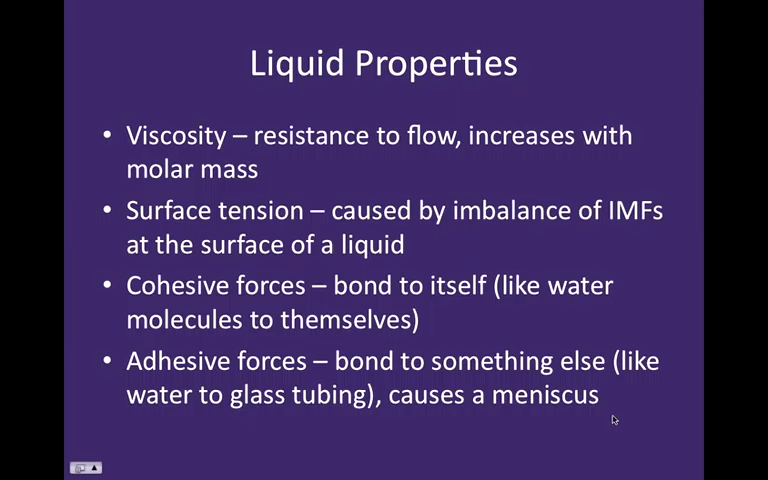 Liquid Properties
• Viscosity – resistance to flow, increases with
molar mass
• Surface tension – caused by imbalance of IMFs
at the surface of a liquid
• Cohesive forces – bond to itself (like water
molecules to themselves)
• Adhesive forces – bond to something else (like
water to glass tubing), causes a meniscus